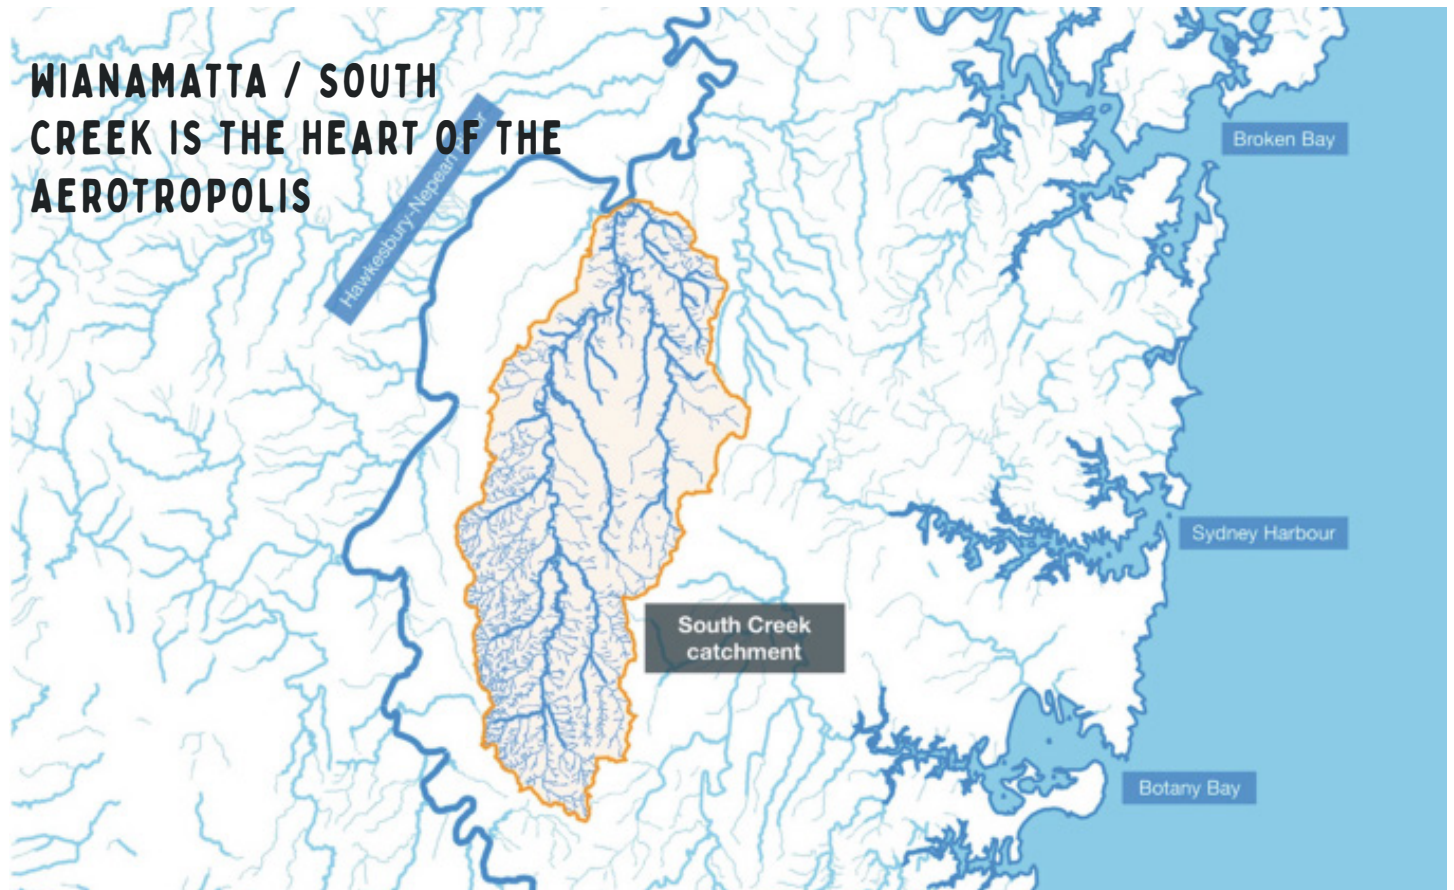 WIANAMATTA / SOUTH
CREEK IS THE HEART OF THE
AEROTROPOLIS
Hawkesbury-Nepean
Broken Bay
Sydney Harbour
South Creek
catchment
Botany Bay